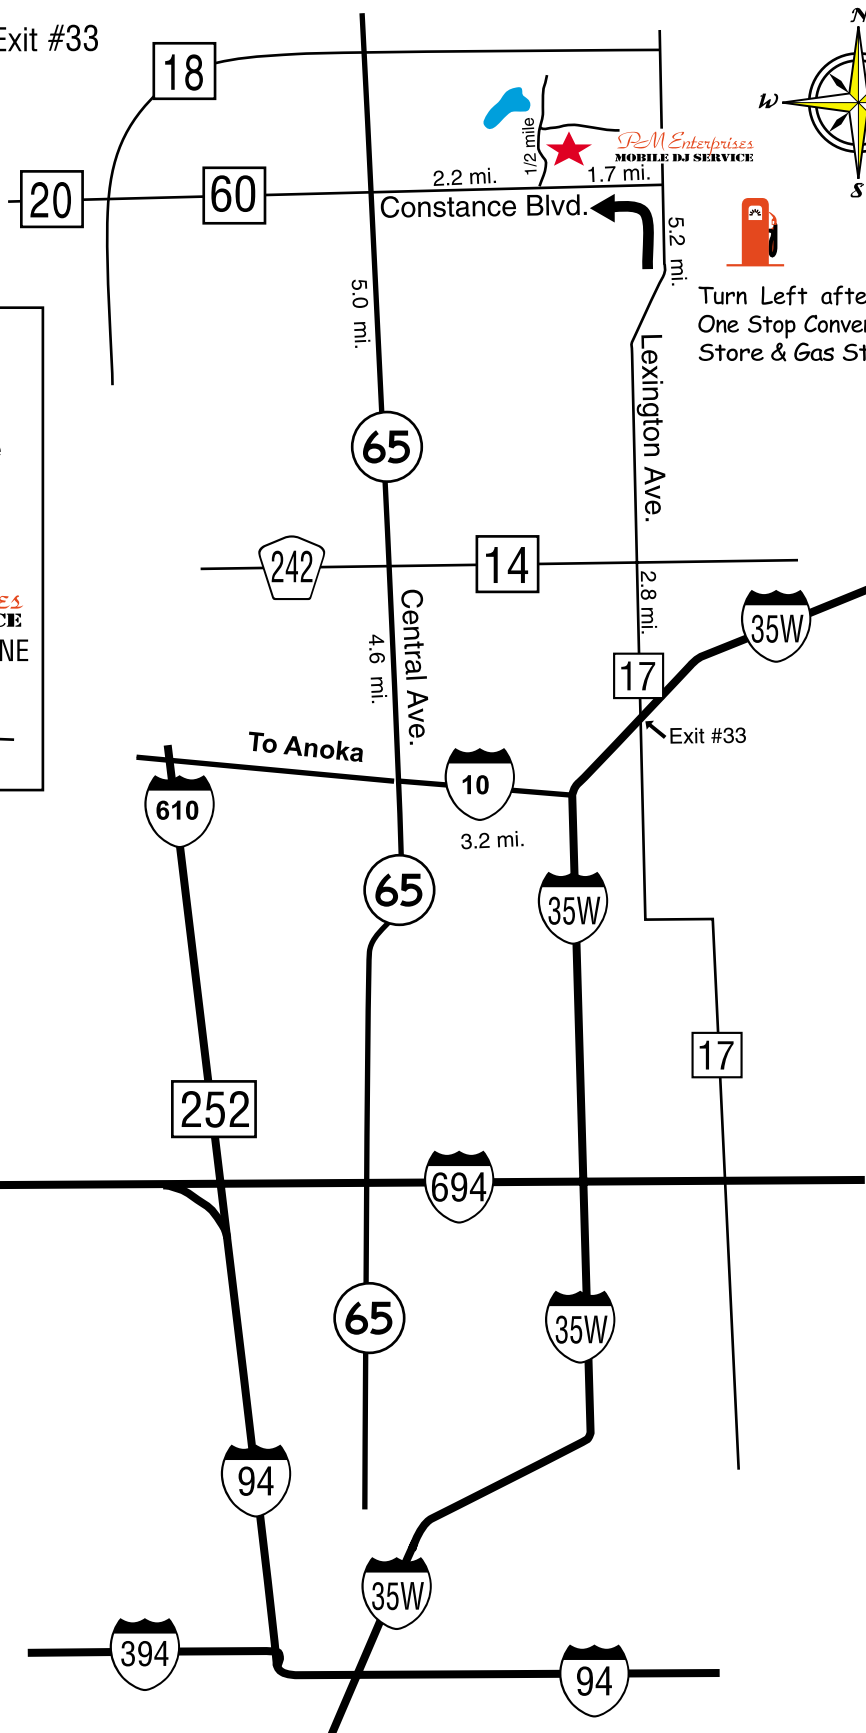 Exit #33
N
18
W
1/2 mile
PM Enterprises
MOBILE DJ SERVICE
2.2 mi.
1.7 mi.
20
60
S
Constance Blvd.
5.2 mi.
5.0 mi.
Turn Left
One Stop
Store & Gas
Lexington Ave.
65
242
14
2.8 mi.
Central Ave.
35W
4.6 mi.
NE
17
To Anoka
Exit #33
10
610
3.2 mi.
65
35W
17
252
694
65
35W
94
35W
394
94